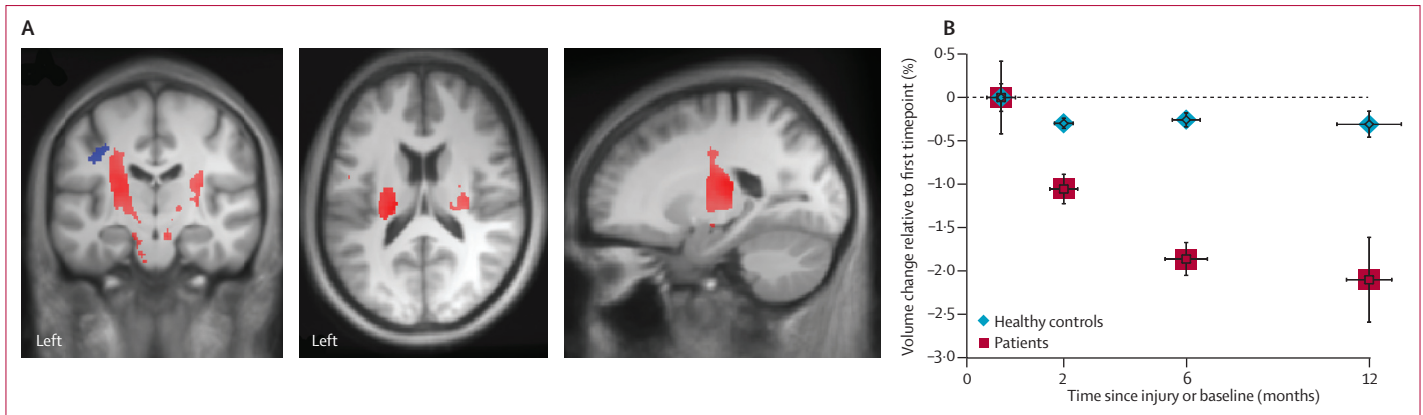 A
Left
Left
B
Volume change relative to first timepoint (%)
0·5
0
–0·5
–1·0
–1·5
–2·0
–2·5
–3·0
Healthy controls
Patients
0
2
6
12
Time since injury or baseline (months)